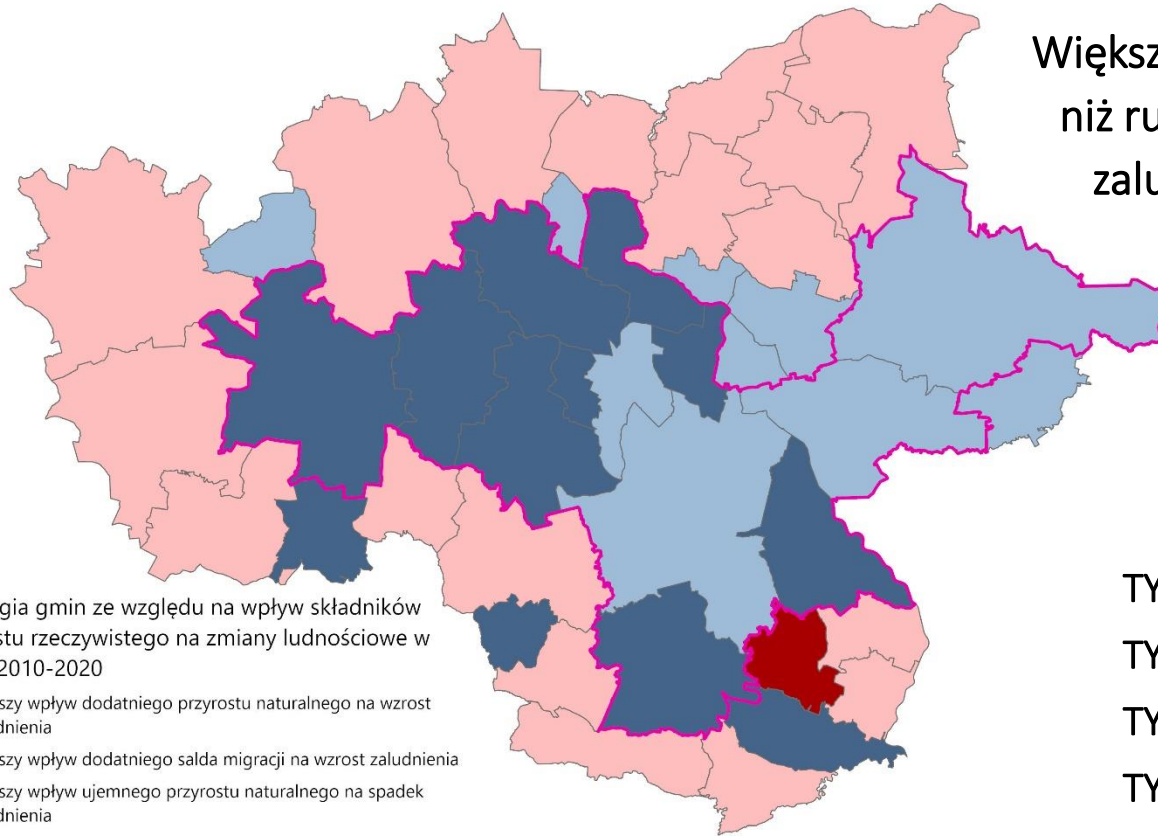 Większ
niż ru
zalu
gia gmin ze względu na wpływ składników
stu rzeczywistego na zmiany ludnościowe w
2010-2020
szy wpływ dodatniego przyrostu naturalnego na wzrost
dnienia
szy wpływ dodatniego salda migracji na wzrost zaludnienia
szy wpływ ujemnego przyrostu naturalnego na spadek
dnienia
TY
TY
TY
TY